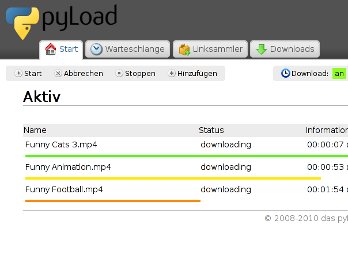 pyLoad
Start Warteschlange Linksammler Downloads
Start Abbrechen Stoppen Hinzufügen Download: an
Aktiv
Name Status Information
Funny Cats 3.mp4 downloading 00:00:07
Funny Animation.mp4 downloading 00:00:53
Funny Football.mp4 downloading 00:01:54
© 2008-2010 das